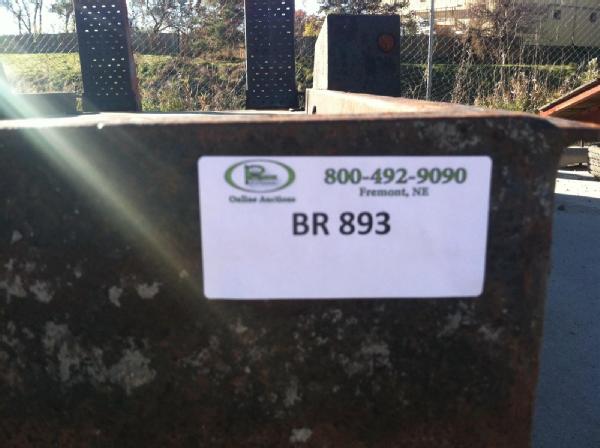 800-492-9090
Fremont, NE
Online Auctions
BR 893